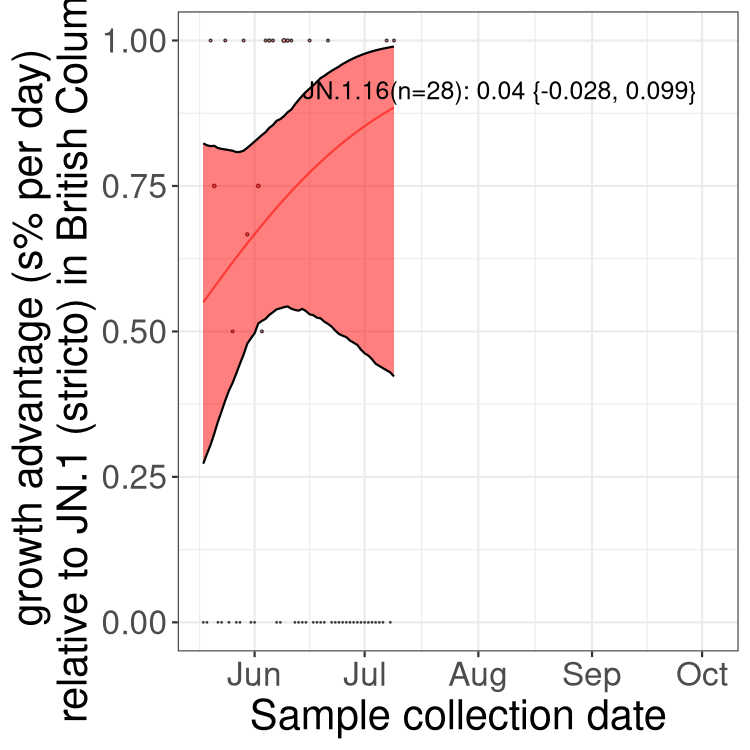 growth advantage (s% per day)
relative to JN.1 (stricto) in British Colum
1.00
0.75
0.50
0.25
0.00
JN.1.16(n=28): 0.04 {-0.028, 0.099}
Jun Jul Aug Sep Oct
Sample collection date